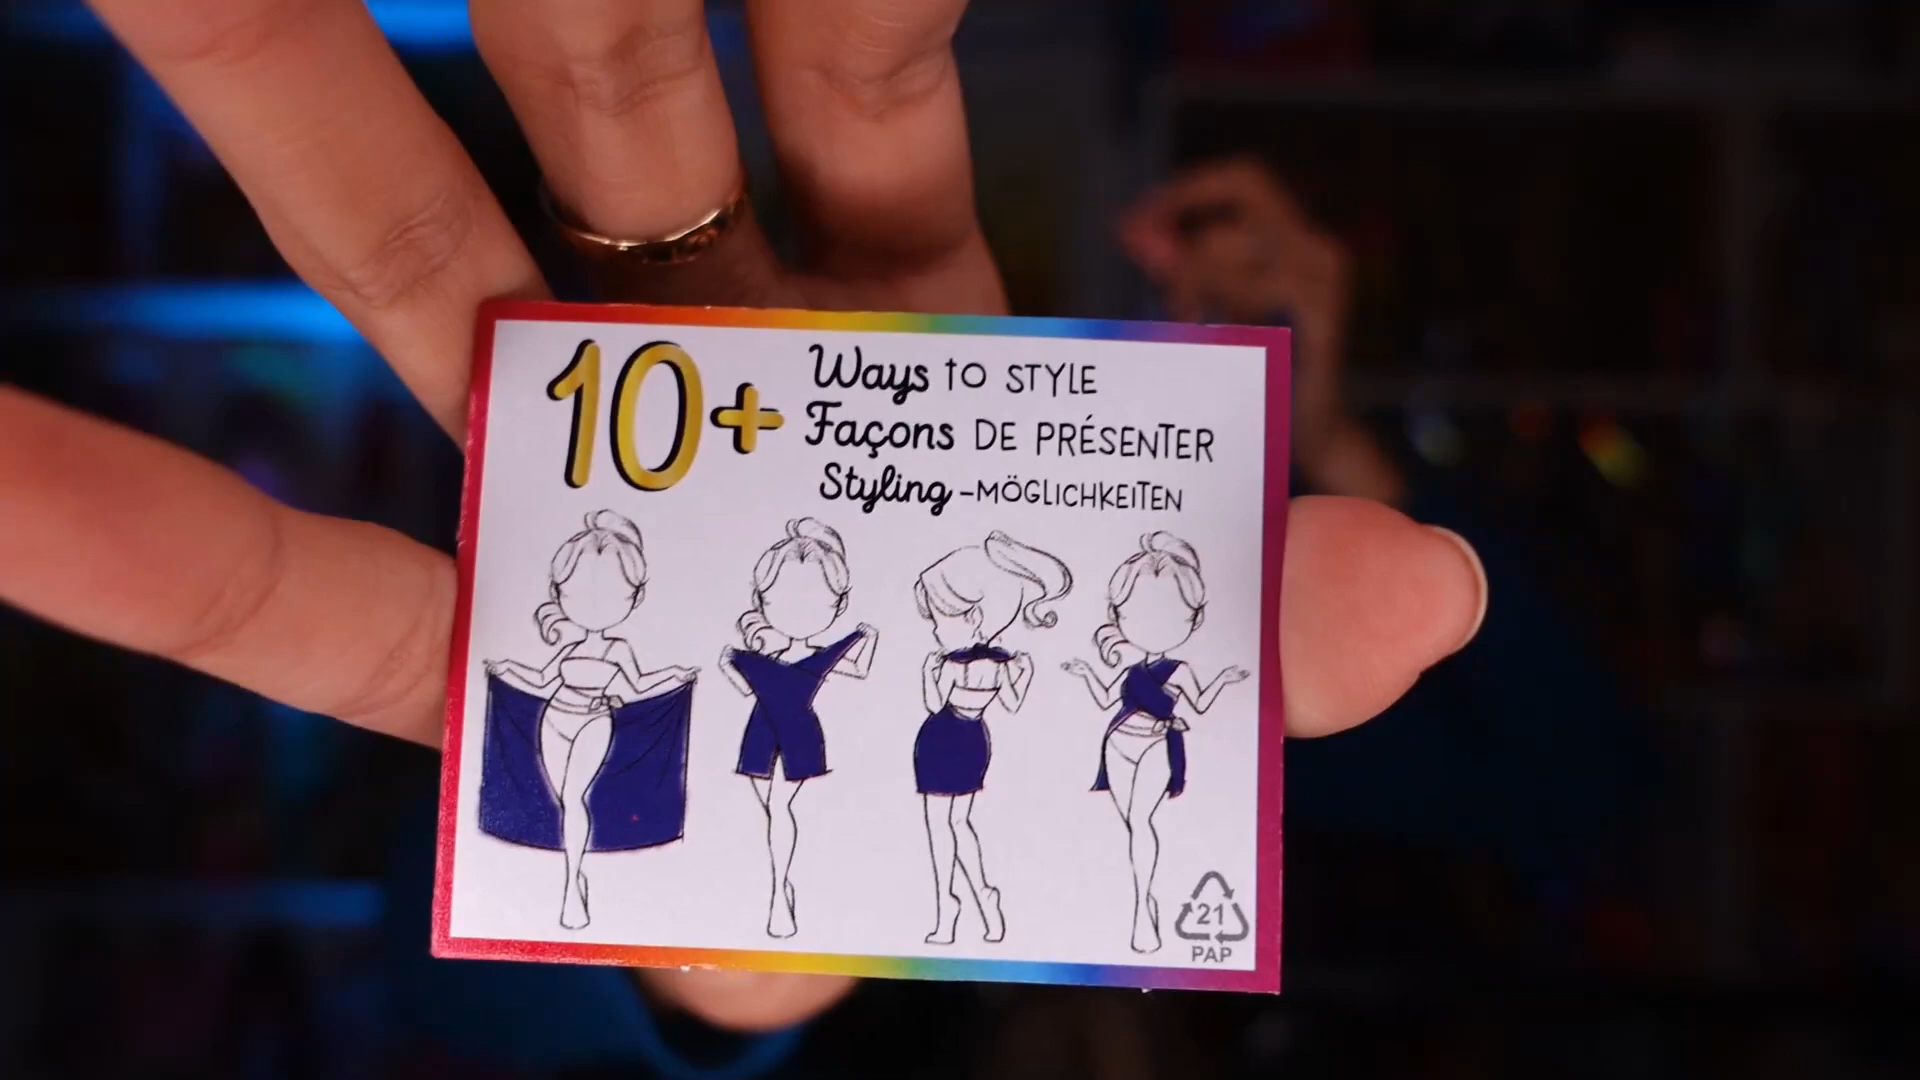 10+
Ways to STYLE
Façons DE PRÉSENTER
Styling-MÖGLICHKEITEN
21
PAP